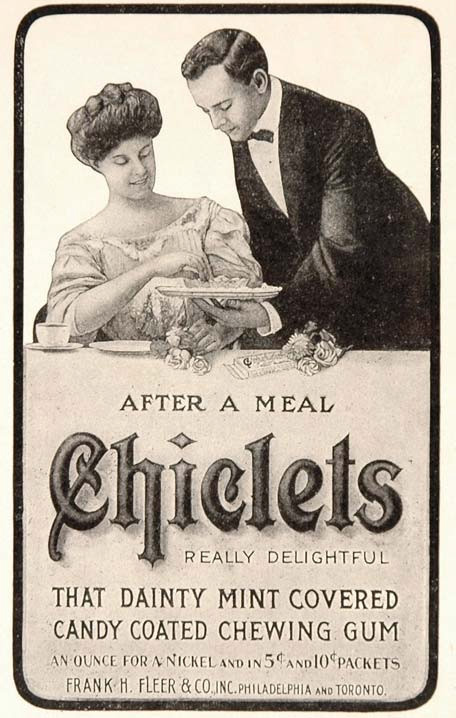 AFTER A MEAL
Chiclets
REALLY DELIGHTFUL
THAT DAINTY MINT COVERED
CANDY COATED CHEWING GUM
AN OUNCE FOR A NICKEL AND IN 5¢ AND 10¢ PACKETS
FRANK H. FLEER & CO, INC. PHILADELPHIA AND TORONTO.